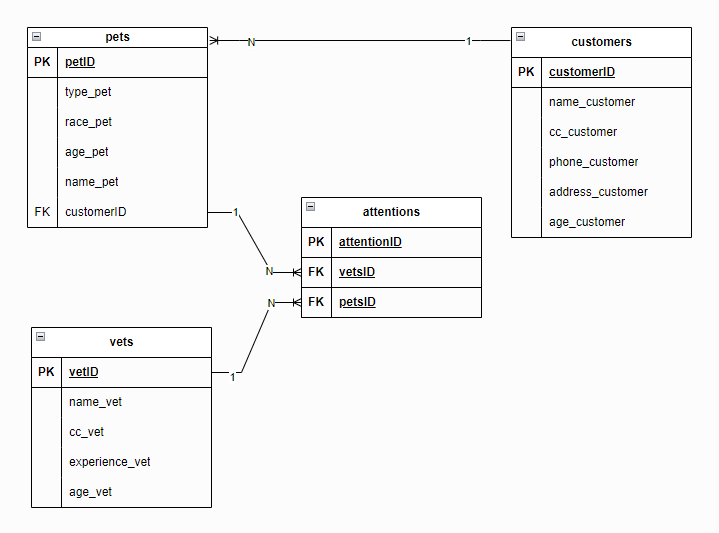 pets
PK petID
type_pet
race_pet
age_pet
name_pet
FK customerID
N
1
customers
PK customerID
name_customer
cc_customer
phone_customer
address_customer
age_customer
1
N
attentions
PK attentionID
FK vetsID
FK petsID
N
1
vets
PK vetID
name_vet
cc_vet
experience_vet
age_vet